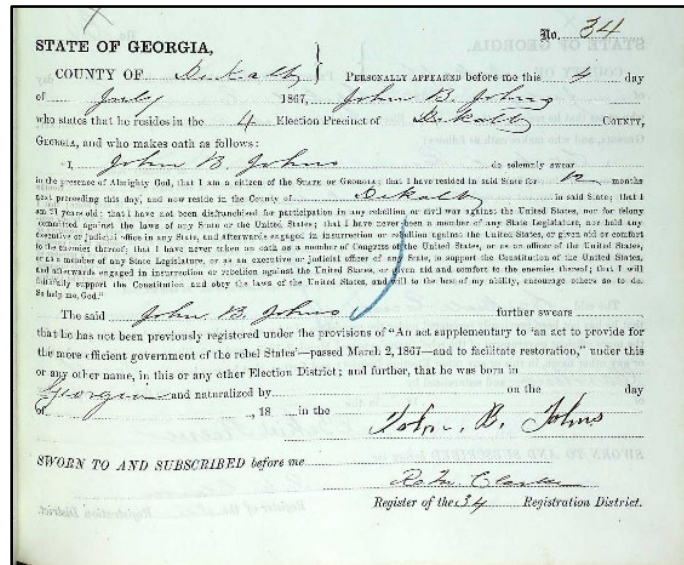 No. 34
STATE OF GEORGIA,
COUNTY OF DeKalb } PERSONALLY APPEARED before me this 4 day
of July 1867, John B. Johns
who states that he resides in the 4 Election Precinct of DeKalb COUNTY,
GEORGIA, and who makes oath as follows:
"I, John B. Johns do solemnly swear
in the presence of Almighty God, that I am a citizen of the STATE OF GEORGIA; that I have resided in said State for 12 months
next preceeding this day, and now reside in the County of DeKalb in said State; that I
am 21 years old; that I have not been disfranchised for participation in any rebellion or civil war against the United States, nor for felony
committed against the laws of any State or the United States; that I have never been a member of any State Legislature, nor held any
executive or judicial office in any State, and afterwards engaged in insurrection or rebellion against the United States, or given aid or comfort
to the enemies thereof; that I have never taken an oath as a member of Congress of the United States, or as an officer of the United States,
or as a member of any State Legislature, or as an executive or judicial officer of any State, to support the Constitution of the United States,
and afterwards engaged in insurrection or rebellion against the United States, or given aid and comfort to the enemies thereof; that I will
faithfully support the Constitution and obey the laws of the United States, and will to the best of my ability, encourage others so to do.
So help me, God."
The said John B. Johns further swears
that he has not been previously registered under the provisions of "An act supplementary to 'an act to provide for
the more efficient government of the rebel States'—passed March 2, 1867—and to facilitate restoration," under this
or any other name, in this or any other Election District; and further, that he was born in
Georgia and naturalized by on the day
of , 18 in the
John. B. Johns
SWORN TO AND SUBSCRIBED before me
Clarke
Register of the 34 Registration District.